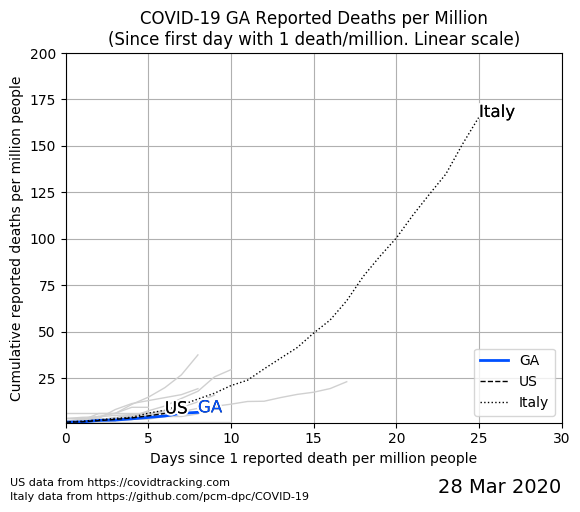 COVID-19 GA Reported Deaths per Million
(Since first day with 1 death/million. Linear scale)
Cumulative reported deaths per million people
200
175
150
125
100
75
50
25
Italy
US
GA
GA
US
Italy
0
5
10
15
20
25
30
Days since 1 reported death per million people
US data from https://covidtracking.com
Italy data from https://github.com/pcm-dpc/COVID-19
28 Mar 2020